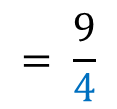 = 9/4